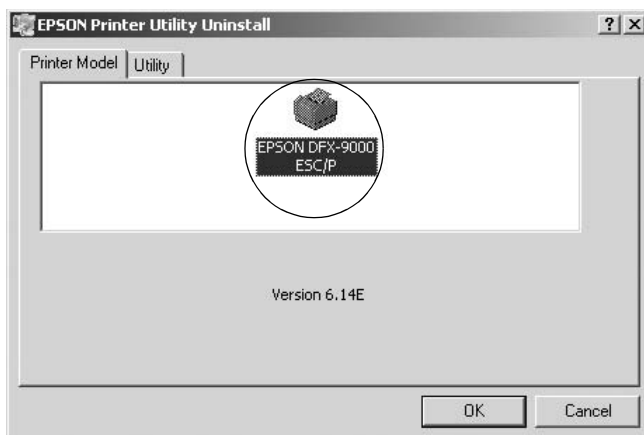 EPSON Printer Utility Uninstall
? X
Printer Model
Utility
EPSON DFX-9000
ESC/P
Version 6.14E
OK
Cancel